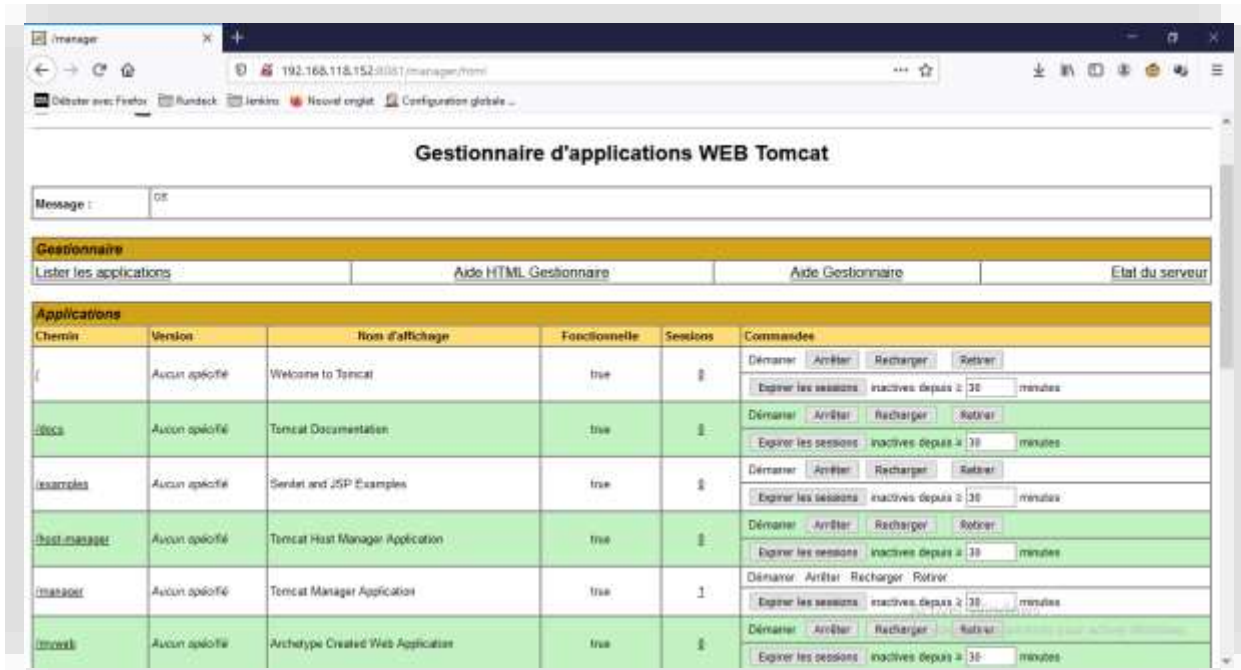 /manager
192.168.118.152:8081/manager/html
Débuter avec Firefox Rundeck Jenkins Nouvel onglet Configuration globale ...
Gestionnaire d'applications WEB Tomcat
Message : OK
Gestionnaire
Lister les applications Aide HTML Gestionnaire Aide Gestionnaire Etat du serveur
Applications
Chemin Version Nom d'affichage Fonctionnelle Sessions Commandes
/ Aucun spécifié Welcome to Tomcat true 0 Démarrer Arrêter Recharger Retirer
Expirer les sessions inactives depuis ≥ 30 minutes
/docs Aucun spécifié Tomcat Documentation true 0 Démarrer Arrêter Recharger Retirer
Expirer les sessions inactives depuis ≥ 30 minutes
/examples Aucun spécifié Servlet and JSP Examples true 0 Démarrer Arrêter Recharger Retirer
Expirer les sessions inactives depuis ≥ 30 minutes
/host-manager Aucun spécifié Tomcat Host Manager Application true 0 Démarrer Arrêter Recharger Retirer
Expirer les sessions inactives depuis ≥ 30 minutes
/manager Aucun spécifié Tomcat Manager Application true 1 Démarrer Arrêter Recharger Retirer
Expirer les sessions inactives depuis ≥ 30 minutes
/myweb Aucun spécifié Archetype Created Web Application true 0 Démarrer Arrêter Recharger Retirer
Expirer les sessions inactives depuis ≥ 30 minutes